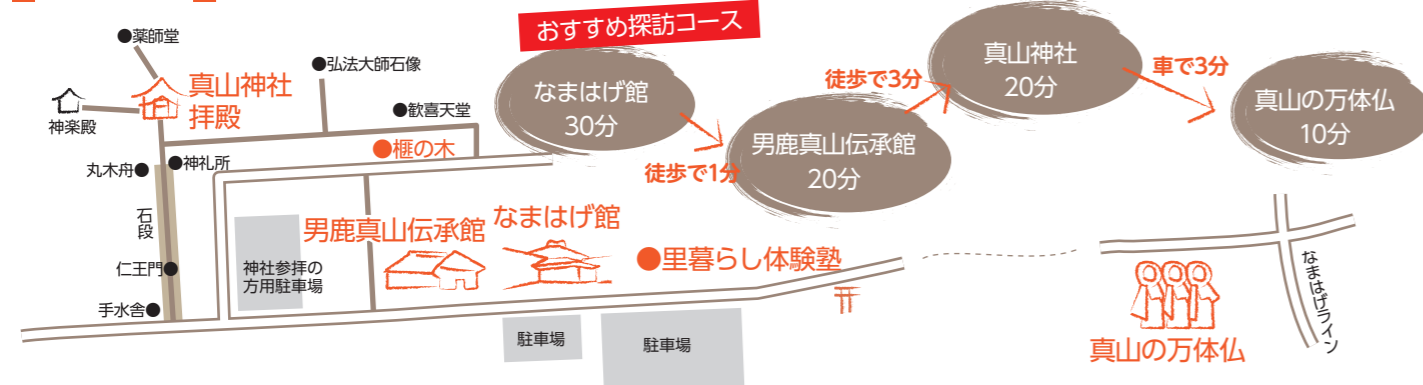 おすすめ探訪コース
なまはげ館
30分
徒歩で1分
男鹿真山伝承館
20分
徒歩で3分
真山神社
20分
車で3分
真山の万体仏
10分
●薬師堂
真山神社
拝殿
神楽殿
●弘法大師石像
●歓喜天堂
●榧の木
丸木舟●
●神礼所
石段
仁王門●
手水舎●
神社参拝の
方用駐車場
男鹿真山伝承館
なまはげ館
●里暮らし体験塾
駐車場
駐車場
真山の万体仏
なまはげライン